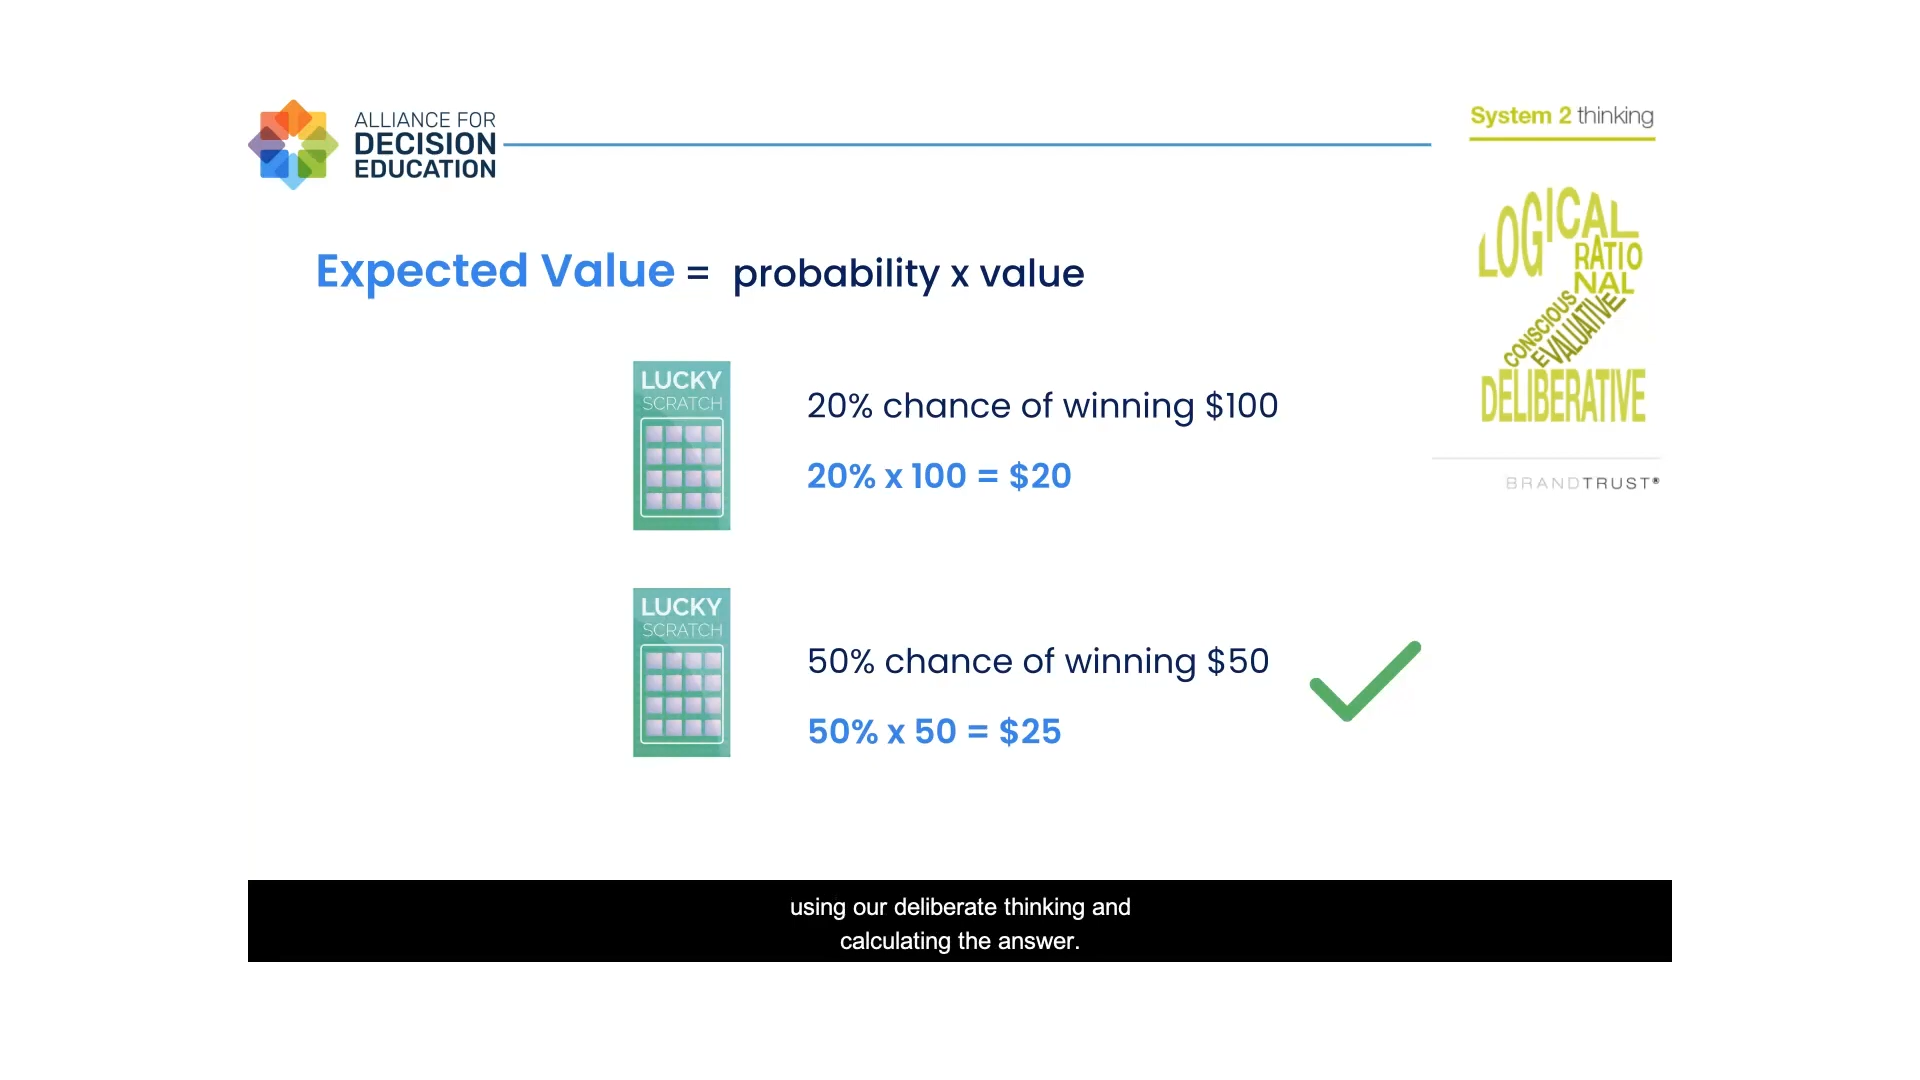 ALLIANCE FOR
DECISION
EDUCATION
System 2 thinking
LOGICAL
RATIO
NAL
CONSCIOUS
EVALUATIVE
DELIBERATIVE
BRANDTRUST®
Expected Value = probability x value
LUCKY
SCRATCH
20% chance of winning $100
20% x 100 = $20
LUCKY
SCRATCH
50% chance of winning $50
50% x 50 = $25
using our deliberate thinking and
calculating the answer.